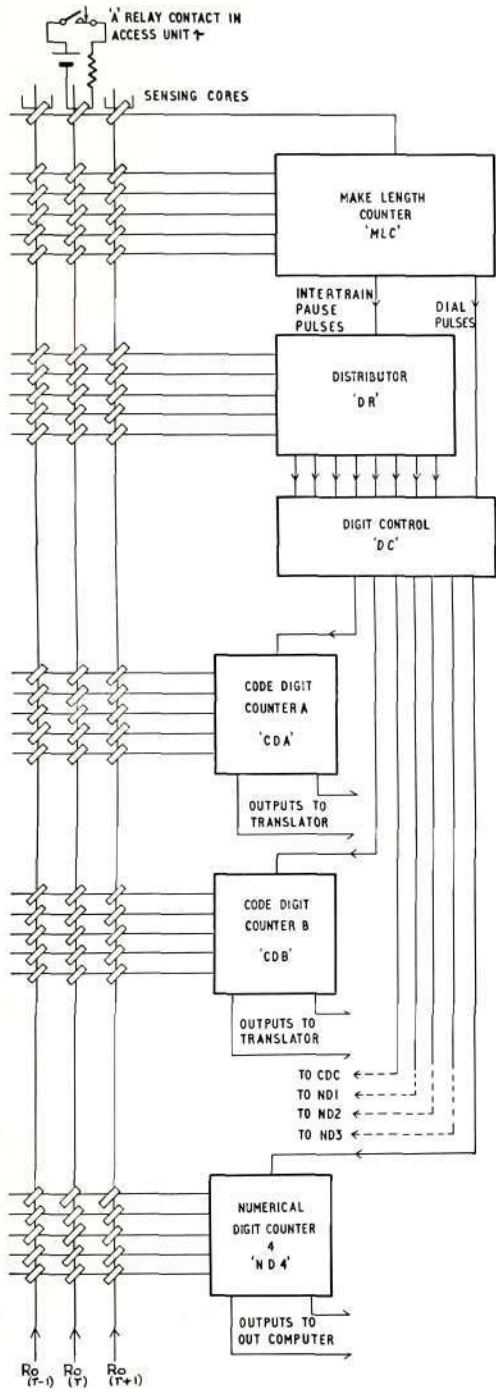 'A' RELAY CONTACT IN
ACCESS UNIT r
SENSING CORES
MAKE LENGTH
COUNTER
'MLC'
INTERTRAIN
PAUSE
PULSES
DIAL
PULSES
DISTRIBUTOR
'DR'
DIGIT CONTROL
'DC'
CODE DIGIT
COUNTER A
'CDA'
OUTPUTS TO
TRANSLATOR
CODE DIGIT
COUNTER B
'CDB'
OUTPUTS TO
TRANSLATOR
TO CDC
TO ND1
TO ND2
TO ND3
NUMERICAL
DIGIT COUNTER
4
'ND4'
OUTPUTS TO
OUT COMPUTER
Ro Ro Ro
(r-1) (r) (r+1)